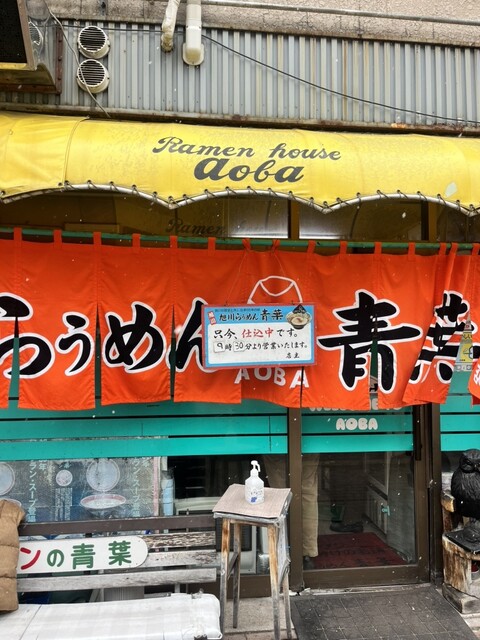 Ramen house
aoba
Ramen
らぅめん 青葉
旭川らぅめん 青葉
只今、仕込中です。
9時30分より営業いたします。
店主
AOBA
AOBA
ンの青葉